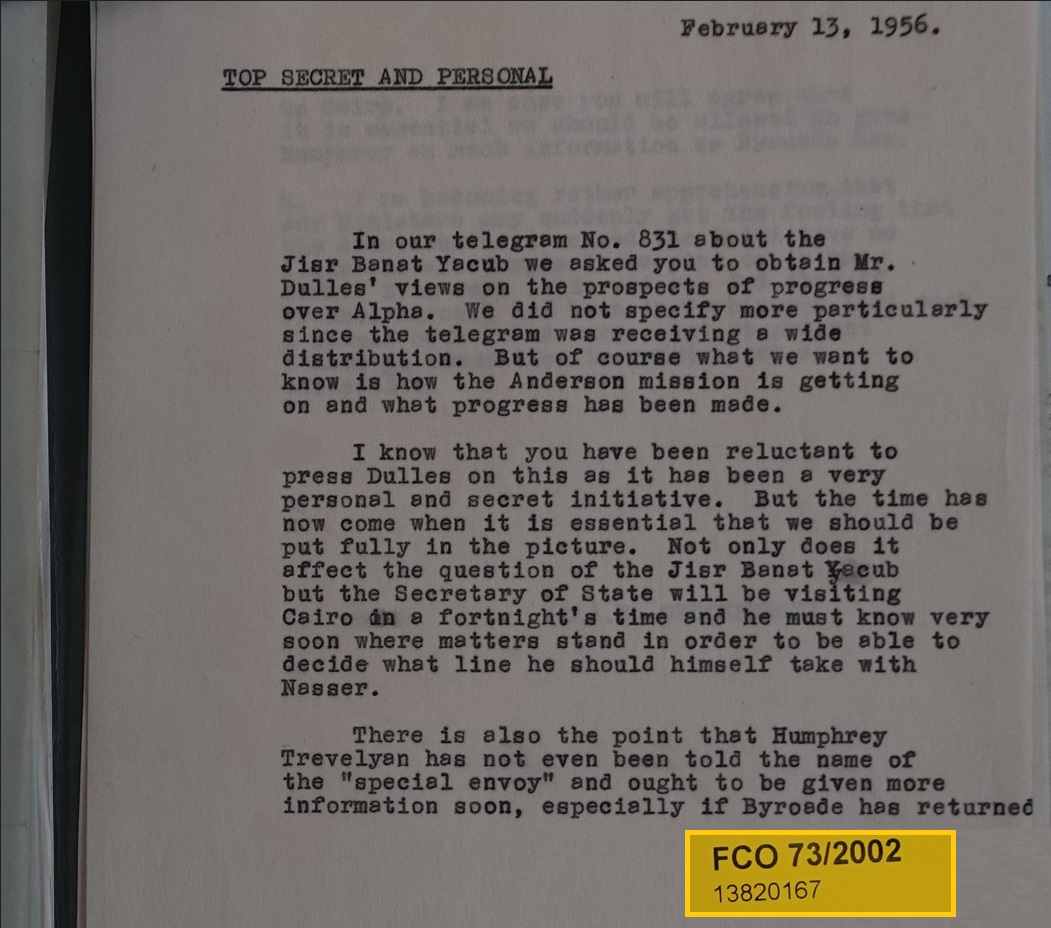 February 13, 1956.
TOP SECRET AND PERSONAL
In our telegram No. 831 about the
Jisr Banat Yacub we asked you to obtain Mr.
Dulles' views on the prospects of progress
over Alpha. We did not specify more particularly
since the telegram was receiving a wide
distribution. But of course what we want to
know is how the Anderson mission is getting
on and what progress has been made.
I know that you have been reluctant to
press Dulles on this as it has been a very
personal and secret initiative. But the time has
now come when it is essential that we should be
put fully in the picture. Not only does it
affect the question of the Jisr Banat Yacub
but the Secretary of State will be visiting
Cairo in a fortnight's time and he must know very
soon where matters stand in order to be able to
decide what line he should himself take with
Nasser.
There is also the point that Humphrey
Trevelyan has not even been told the name of
the "special envoy" and ought to be given more
information soon, especially if Byroade has returned
FCO 73/2002
13820167